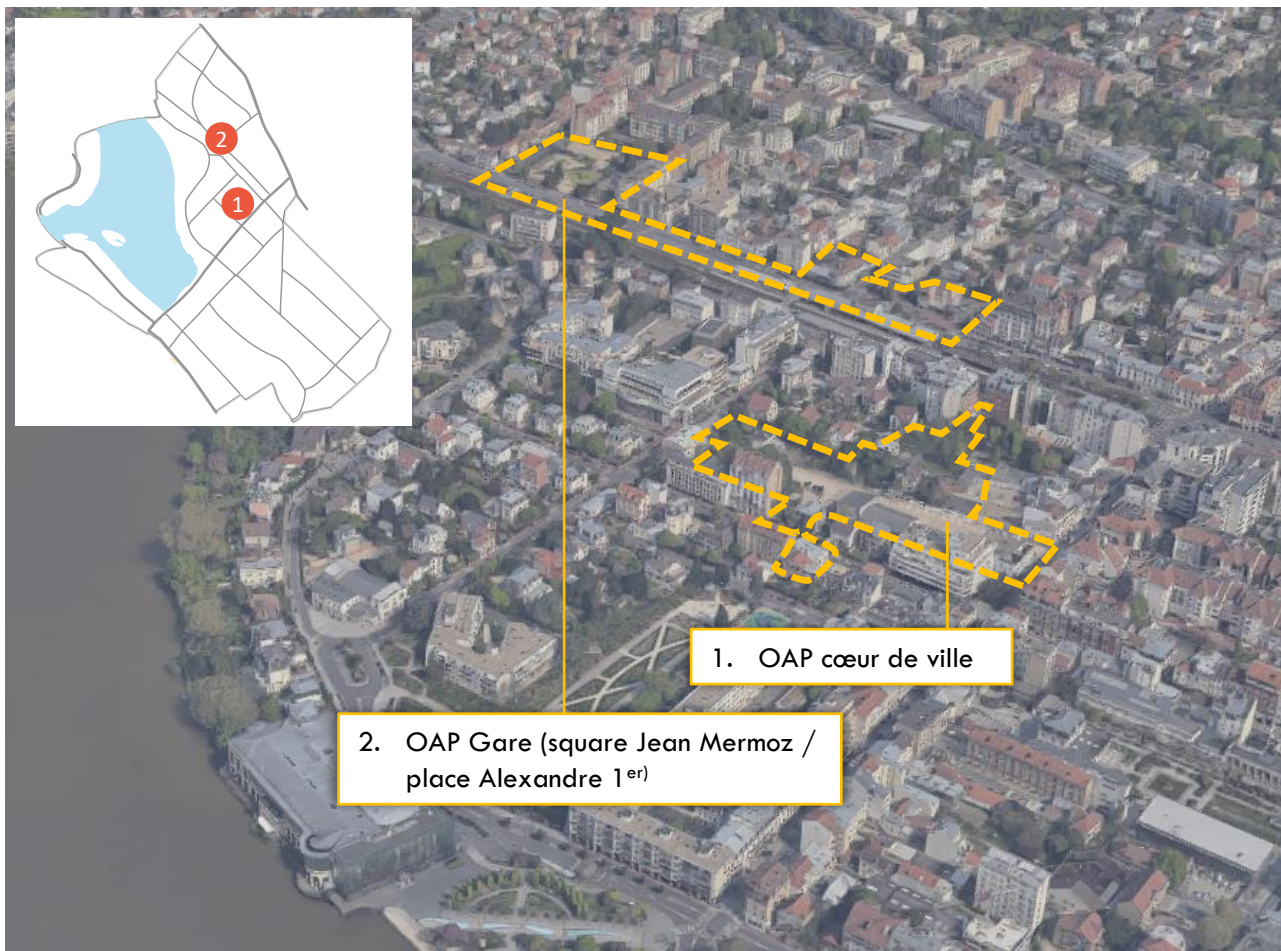 2
1
1. OAP cœur de ville
2. OAP Gare (square Jean Mermoz /
place Alexandre 1er)